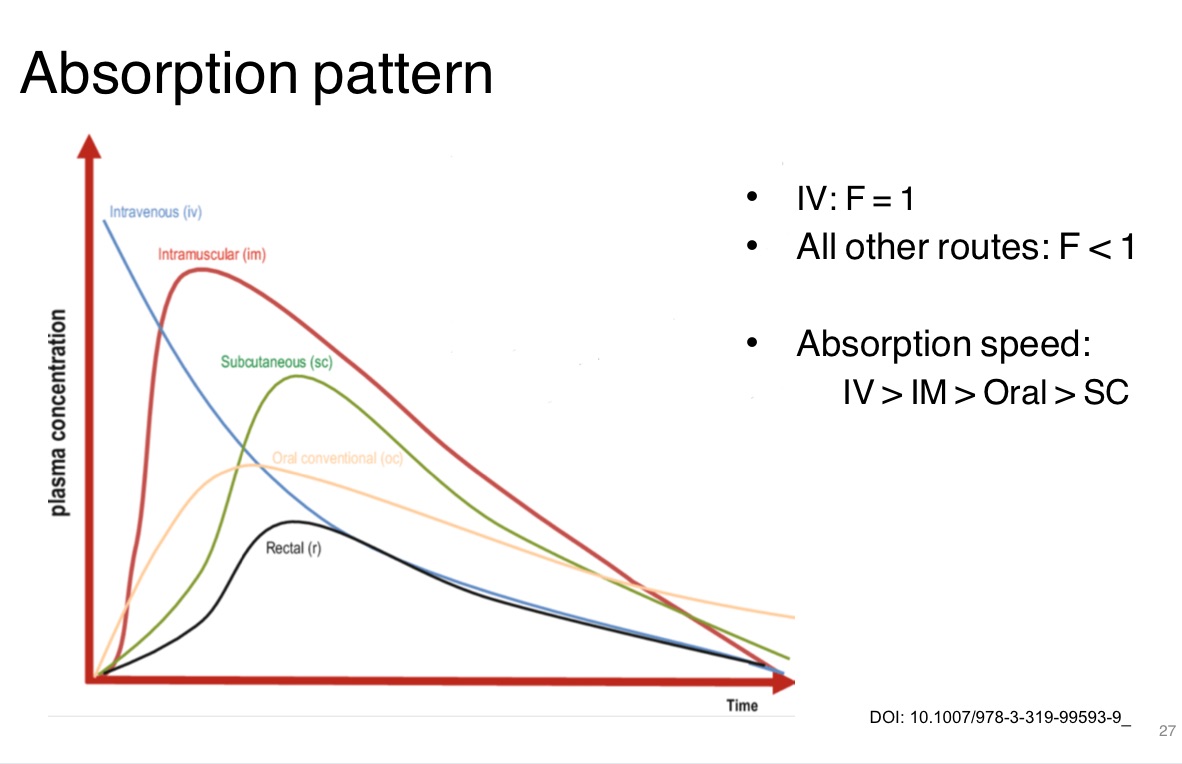 Absorption pattern
Intravenous (iv)
Intramuscular (im)
Subcutaneous (sc)
Oral conventional (oc)
Rectal (r)
plasma concentration
Time
• IV: F = 1
• All other routes: F < 1
• Absorption speed:
IV > IM > Oral > SC
DOI: 10.1007/978-3-319-99593-9_
27